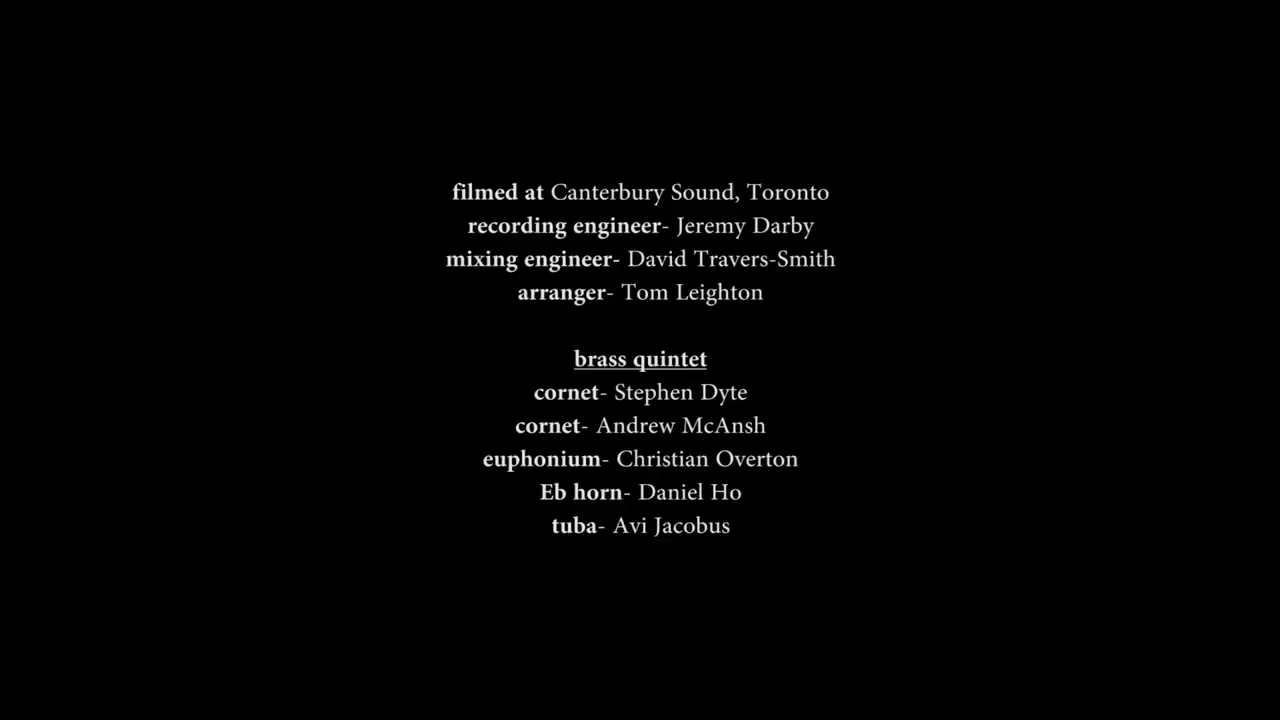 filmed at Canterbury Sound, Toronto
recording engineer- Jeremy Darby
mixing engineer- David Travers-Smith
arranger- Tom Leighton
brass quintet
cornet- Stephen Dyte
cornet- Andrew McAnsh
euphonium- Christian Overton
Eb horn- Daniel Ho
tuba- Avi Jacobus